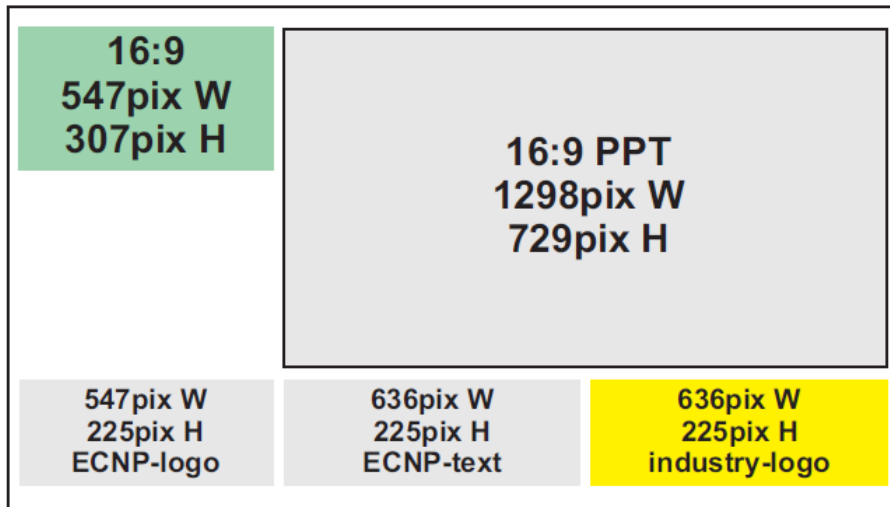 16:9
547pix W
307pix H
16:9 PPT
1298pix W
729pix H
547pix W
225pix H
ECNP-logo
636pix W
225pix H
ECNP-text
636pix W
225pix H
industry-logo